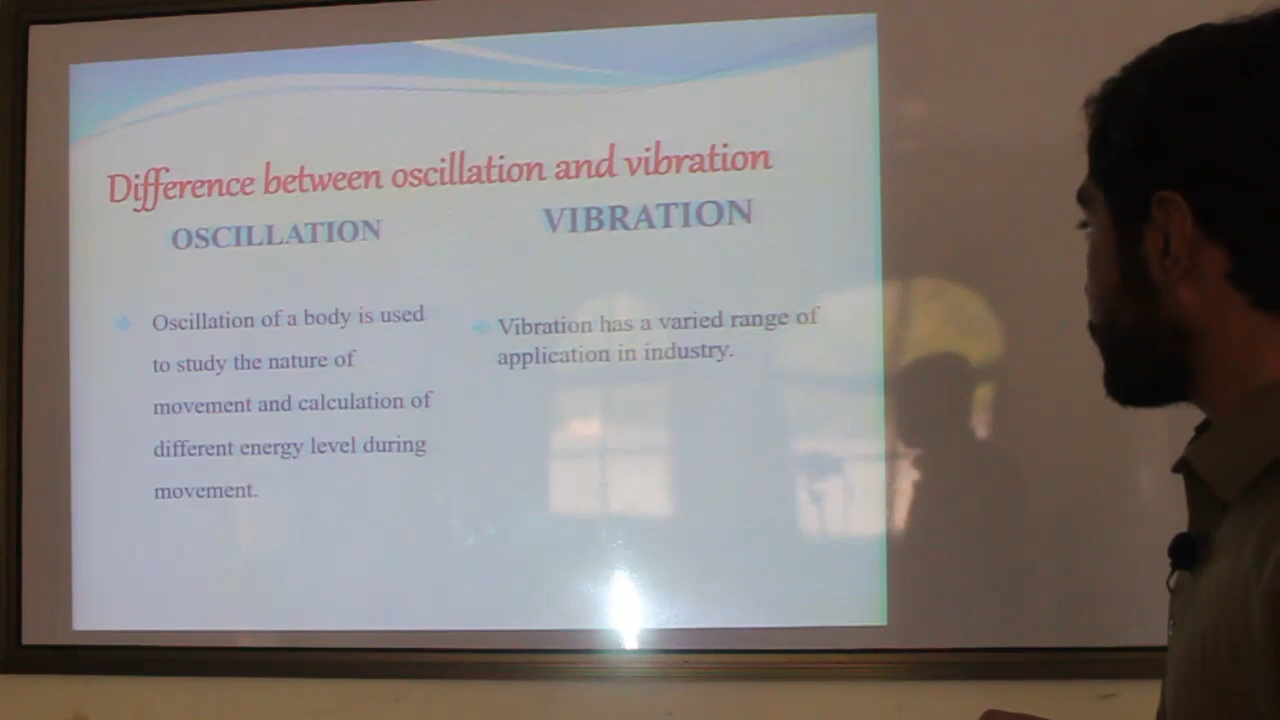 Difference between oscillation and vibration
OSCILLATION
Oscillation of a body is used
to study the nature of
movement and calculation of
different energy level during
movement.
VIBRATION
Vibration has a varied range of
application in industry.